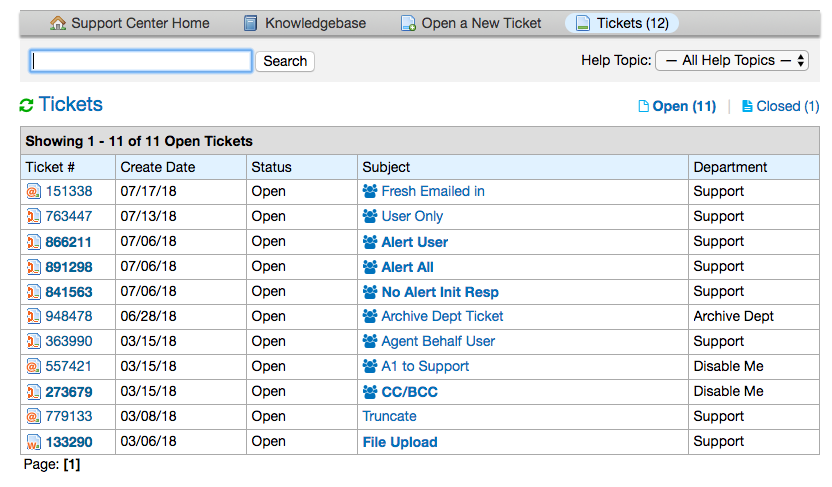 Support Center Home Knowledgebase Open a New Ticket Tickets (12)
Search Help Topic: — All Help Topics —
Tickets Open (11) | Closed (1)
Showing 1 - 11 of 11 Open Tickets
Ticket # Create Date Status Subject Department
151338 07/17/18 Open Fresh Emailed in Support
763447 07/13/18 Open User Only Support
866211 07/06/18 Open Alert User Support
891298 07/06/18 Open Alert All Support
841563 07/06/18 Open No Alert Init Resp Support
948478 06/28/18 Open Archive Dept Ticket Archive Dept
363990 03/15/18 Open Agent Behalf User Support
557421 03/15/18 Open A1 to Support Disable Me
273679 03/15/18 Open CC/BCC Disable Me
779133 03/08/18 Open Truncate Support
133290 03/06/18 Open File Upload Support
Page: [1]